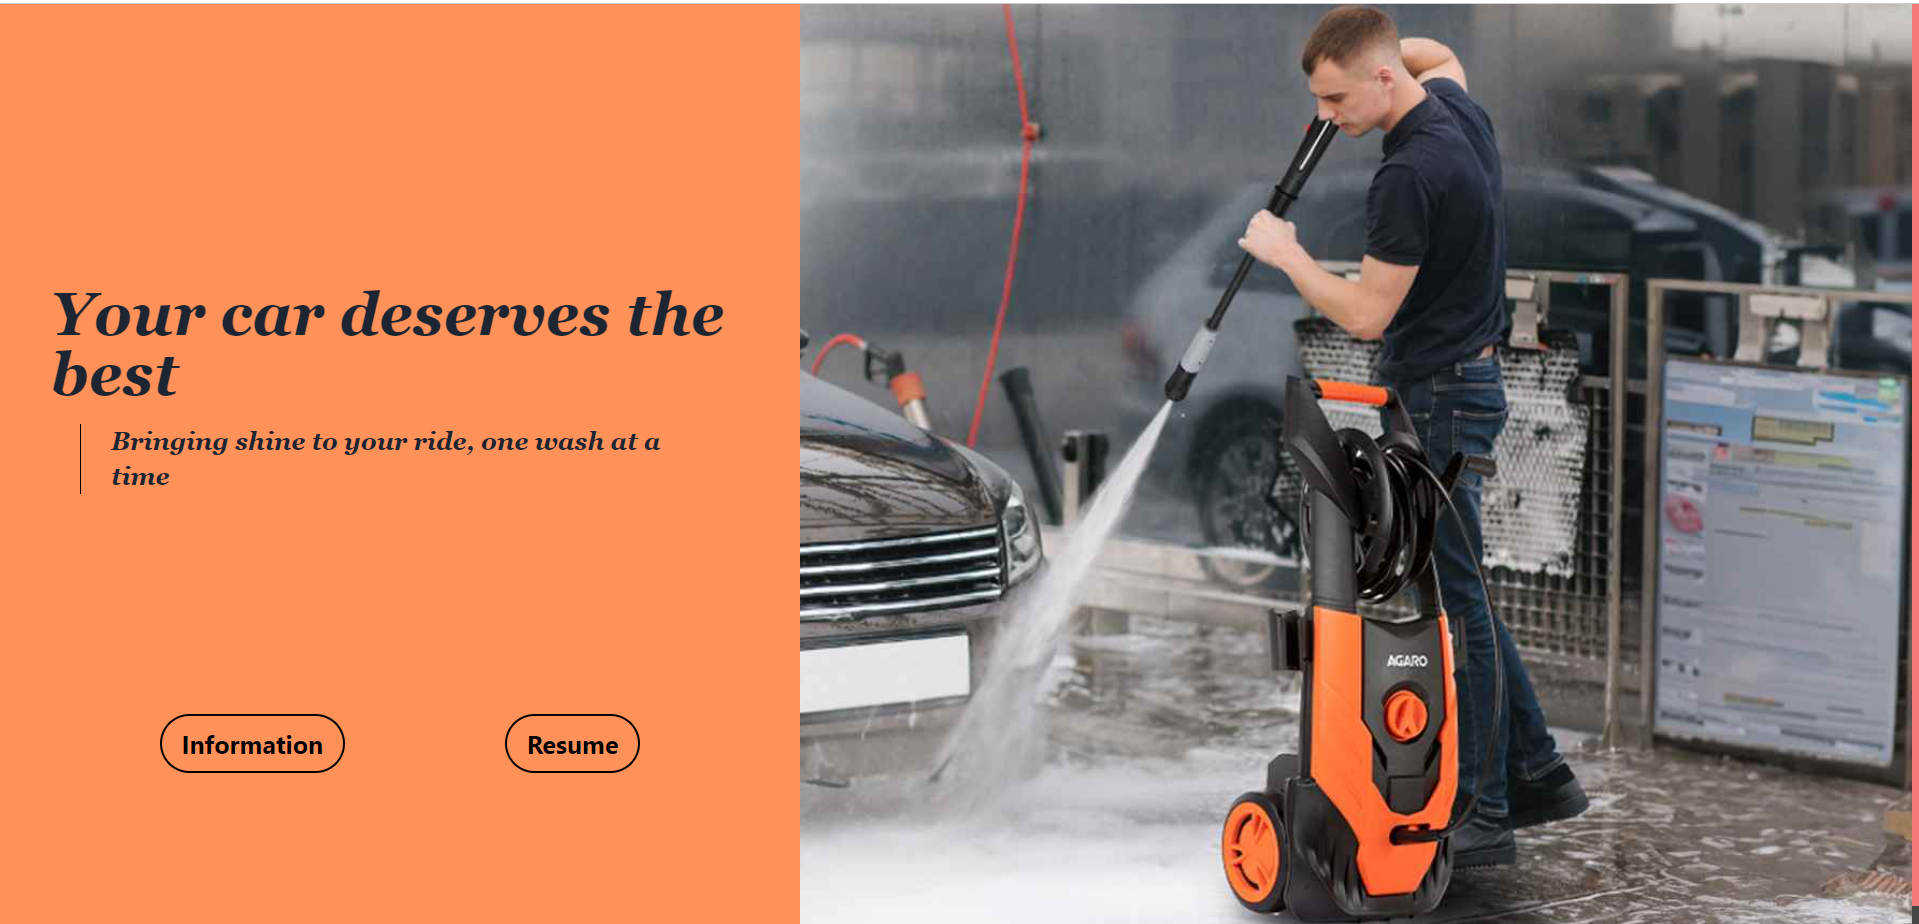 Your car deserves the
best
Bringing shine to your ride, one wash at a
time
Information
Resume
AGARO